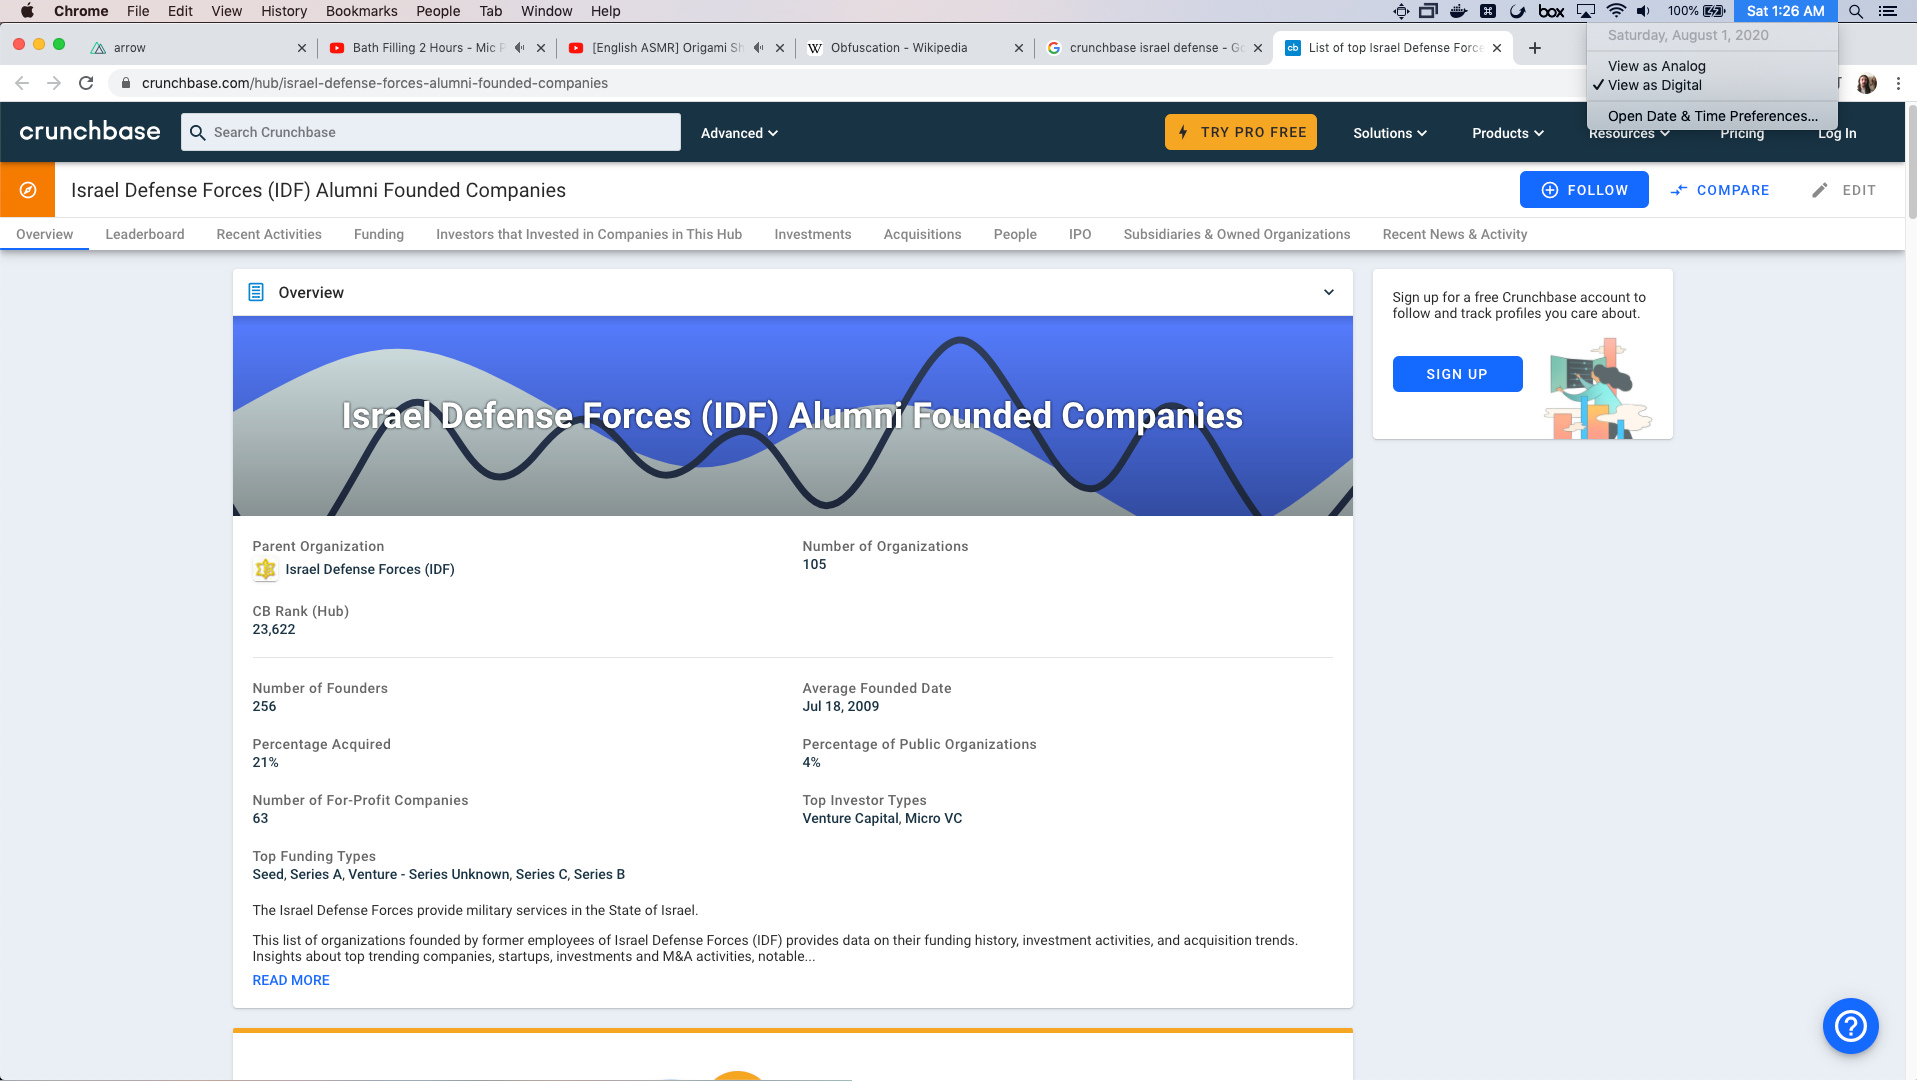 Chrome File Edit View History Bookmarks People Tab Window Help box 100% Sat 1:26 AM
Saturday, August 1, 2020
View as Analog
✓ View as Digital
Open Date & Time Preferences...
arrow
Bath Filling 2 Hours - Mic P
[English ASMR] Origami Sh
Obfuscation - Wikipedia
crunchbase israel defense - Go
List of top Israel Defense Force
crunchbase.com/hub/israel-defense-forces-alumni-founded-companies
crunchbase Search Crunchbase Advanced TRY PRO FREE Solutions Products Resources Pricing Log In
Israel Defense Forces (IDF) Alumni Founded Companies FOLLOW COMPARE EDIT
Overview Leaderboard Recent Activities Funding Investors that Invested in Companies in This Hub Investments Acquisitions People IPO Subsidiaries & Owned Organizations Recent News & Activity
Overview
Israel Defense Forces (IDF) Alumni Founded Companies
Parent Organization
Israel Defense Forces (IDF)
Number of Organizations
105
CB Rank (Hub)
23,622
Number of Founders
256
Average Founded Date
Jul 18, 2009
Percentage Acquired
21%
Percentage of Public Organizations
4%
Number of For-Profit Companies
63
Top Investor Types
Venture Capital, Micro VC
Top Funding Types
Seed, Series A, Venture - Series Unknown, Series C, Series B
The Israel Defense Forces provide military services in the State of Israel.
This list of organizations founded by former employees of Israel Defense Forces (IDF) provides data on their funding history, investment activities, and acquisition trends.
Insights about top trending companies, startups, investments and M&A activities, notable...
READ MORE
Sign up for a free Crunchbase account to
follow and track profiles you care about.
SIGN UP